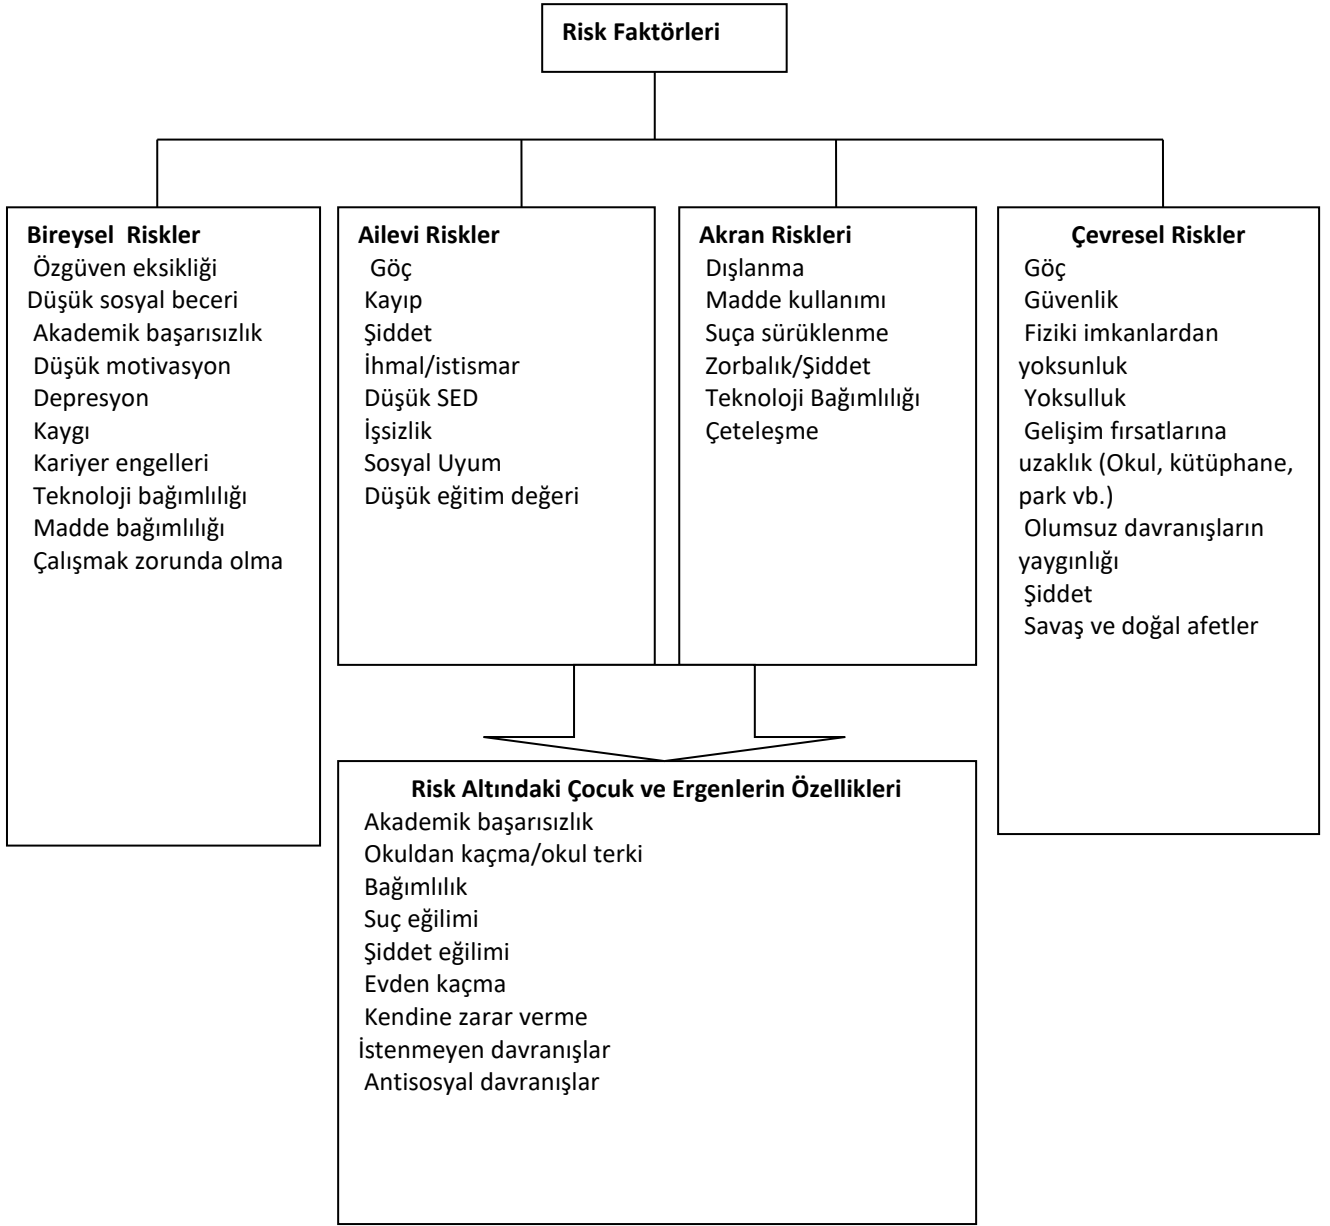 Risk Faktörleri
Bireysel Riskler
Özgüven eksikliği
Düşük sosyal beceri
Akademik başarısızlık
Düşük motivasyon
Depresyon
Kaygı
Kariyer engelleri
Teknoloji bağımlılığı
Madde bağımlılığı
Çalışmak zorunda olma
Ailevi Riskler
Göç
Kayıp
Şiddet
İhmal/istismar
Düşük SED
İşsizlik
Sosyal Uyum
Düşük eğitim değeri
Akran Riskleri
Dışlanma
Madde kullanımı
Suça sürüklenme
Zorbalık/Şiddet
Teknoloji Bağımlılığı
Çeteleşme
Çevresel Riskler
Göç
Güvenlik
Fiziki imkanlardan
yoksunluk
Yoksulluk
Gelişim fırsatlarına
uzaklık (Okul, kütüphane,
park vb.)
Olumsuz davranışların
yaygınlığı
Şiddet
Savaş ve doğal afetler
Risk Altındaki Çocuk ve Ergenlerin Özellikleri
Akademik başarısızlık
Okuldan kaçma/okul terki
Bağımlılık
Suç eğilimi
Şiddet eğilimi
Evden kaçma
Kendine zarar verme
İstenmeyen davranışlar
Antisosyal davranışlar